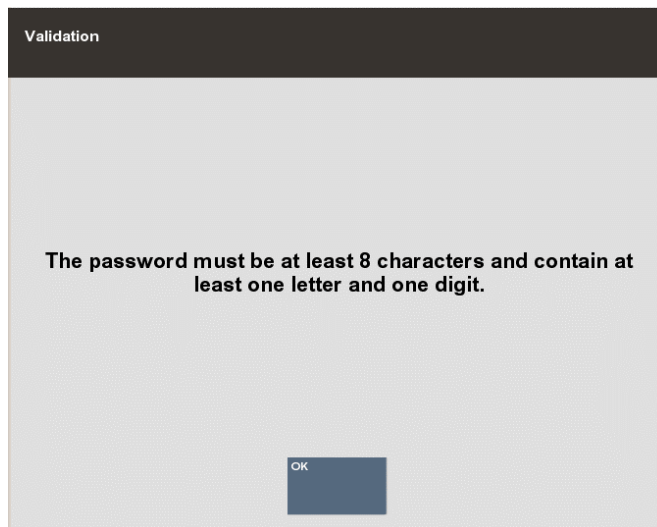 Validation
The password must be at least 8 characters and contain at
least one letter and one digit.
OK